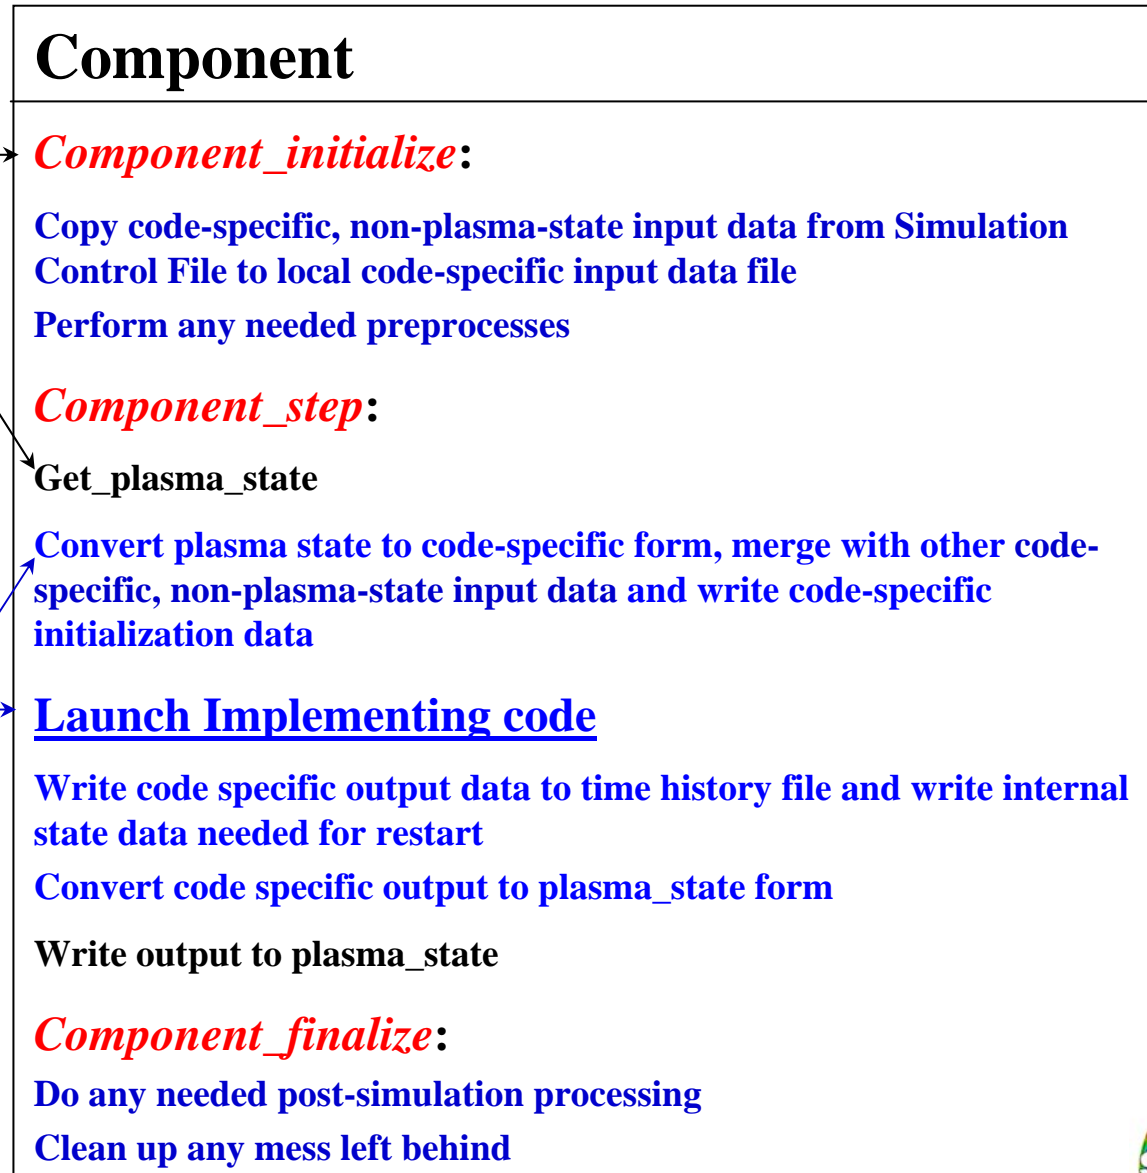 Component
Component_initialize:
Copy code-specific, non-plasma-state input data from Simulation
Control File to local code-specific input data file
Perform any needed preprocesses
Component_step:
Get_plasma_state
Convert plasma state to code-specific form, merge with other code-
specific, non-plasma-state input data and write code-specific
initialization data
Launch Implementing code
Write code specific output data to time history file and write internal
state data needed for restart
Convert code specific output to plasma_state form
Write output to plasma_state
Component_finalize:
Do any needed post-simulation processing
Clean up any mess left behind